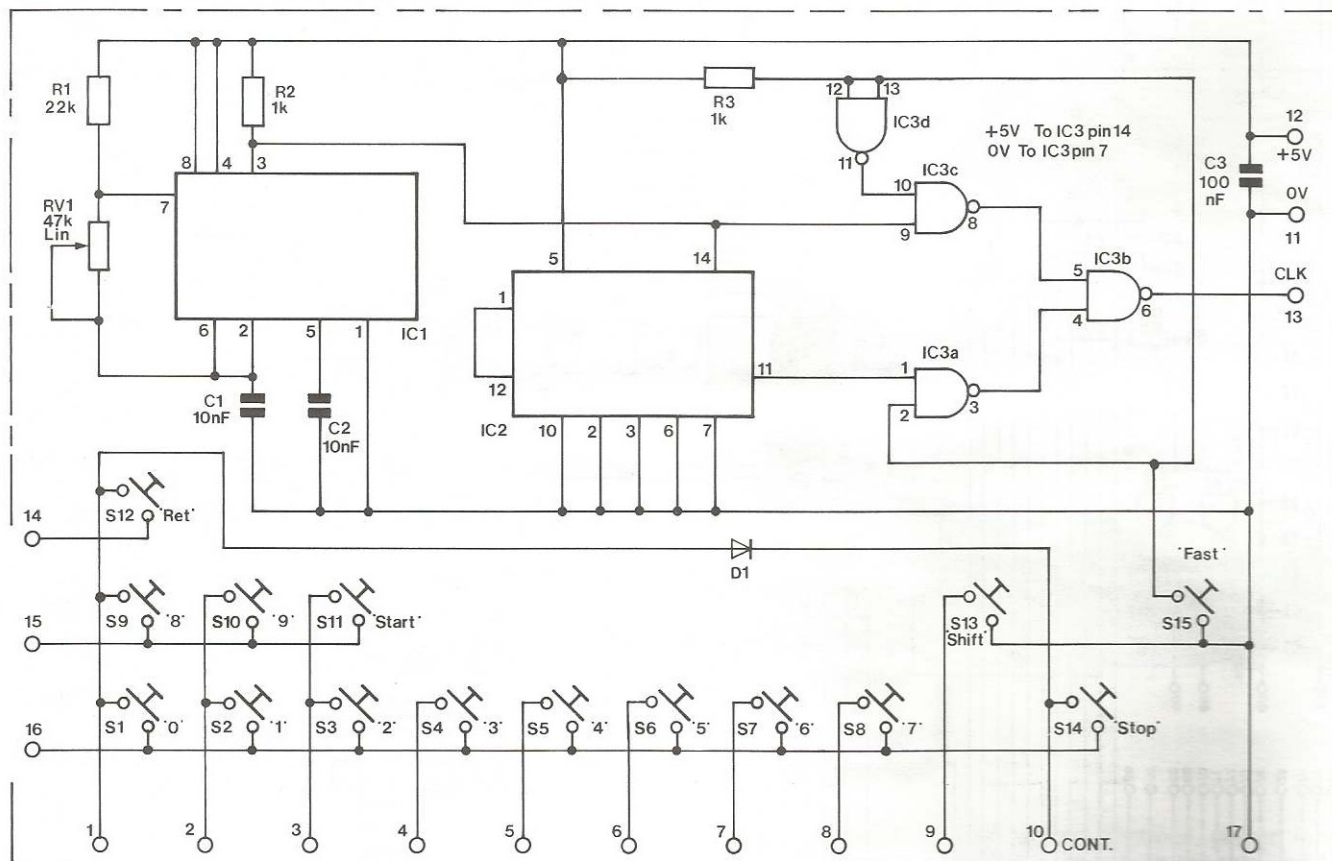 R1
22k
R2
1k
8
4
3
7
RV1
47k
Lin
6
2
5
1
IC1
C1
10nF
C2
10nF
R3
1k
12
13
IC3d
11
+5V To IC3 pin 14
0V To IC3 pin 7
IC3c
10
9
8
5
14
1
12
11
IC2
10
2
3
6
7
IC3b
5
4
6
IC3a
1
2
3
12
+5V
C3
100
nF
0V
11
CLK
13
14
S12 'Ret'
D1
'Fast'
15
S9 '8'
S10 '9'
S11 'Start'
S13
'Shift'
S15
16
S1 '0'
S2 '1'
S3 '2'
S4 '3'
S5 '4'
S6 '5'
S7 '6'
S8 '7'
S14 'Stop'
1
2
3
4
5
6
7
8
9
10 CONT.
17